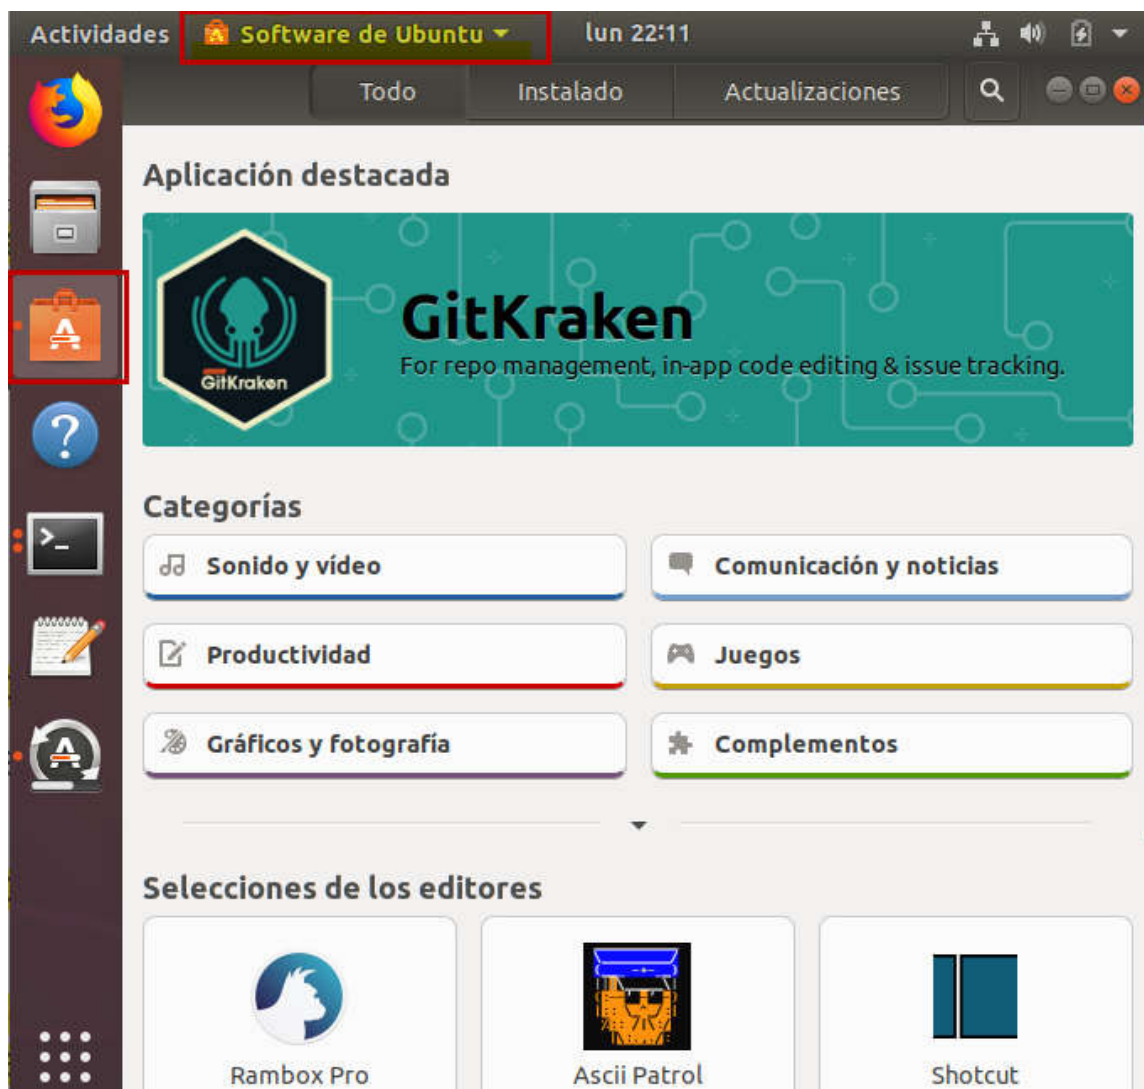 Actividades Software de Ubuntu lun 22:11
Todo Instalado Actualizaciones
Aplicación destacada
GitKraken
For repo management, in-app code editing & issue tracking.
GitKraken
Categorías
Sonido y vídeo Comunicación y noticias
Productividad Juegos
Gráficos y fotografía Complementos
Selecciones de los editores
Rambox Pro Ascii Patrol Shotcut